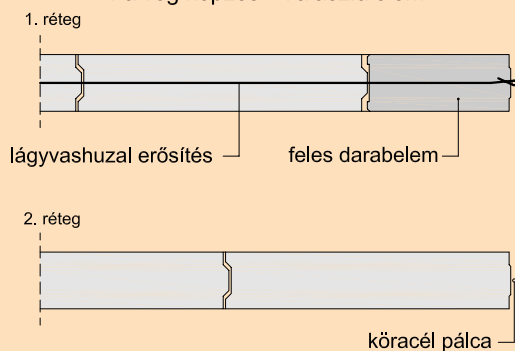 1. réteg
lágyvashuzal erősítés
feles darabelem
2. réteg
köracél pálca